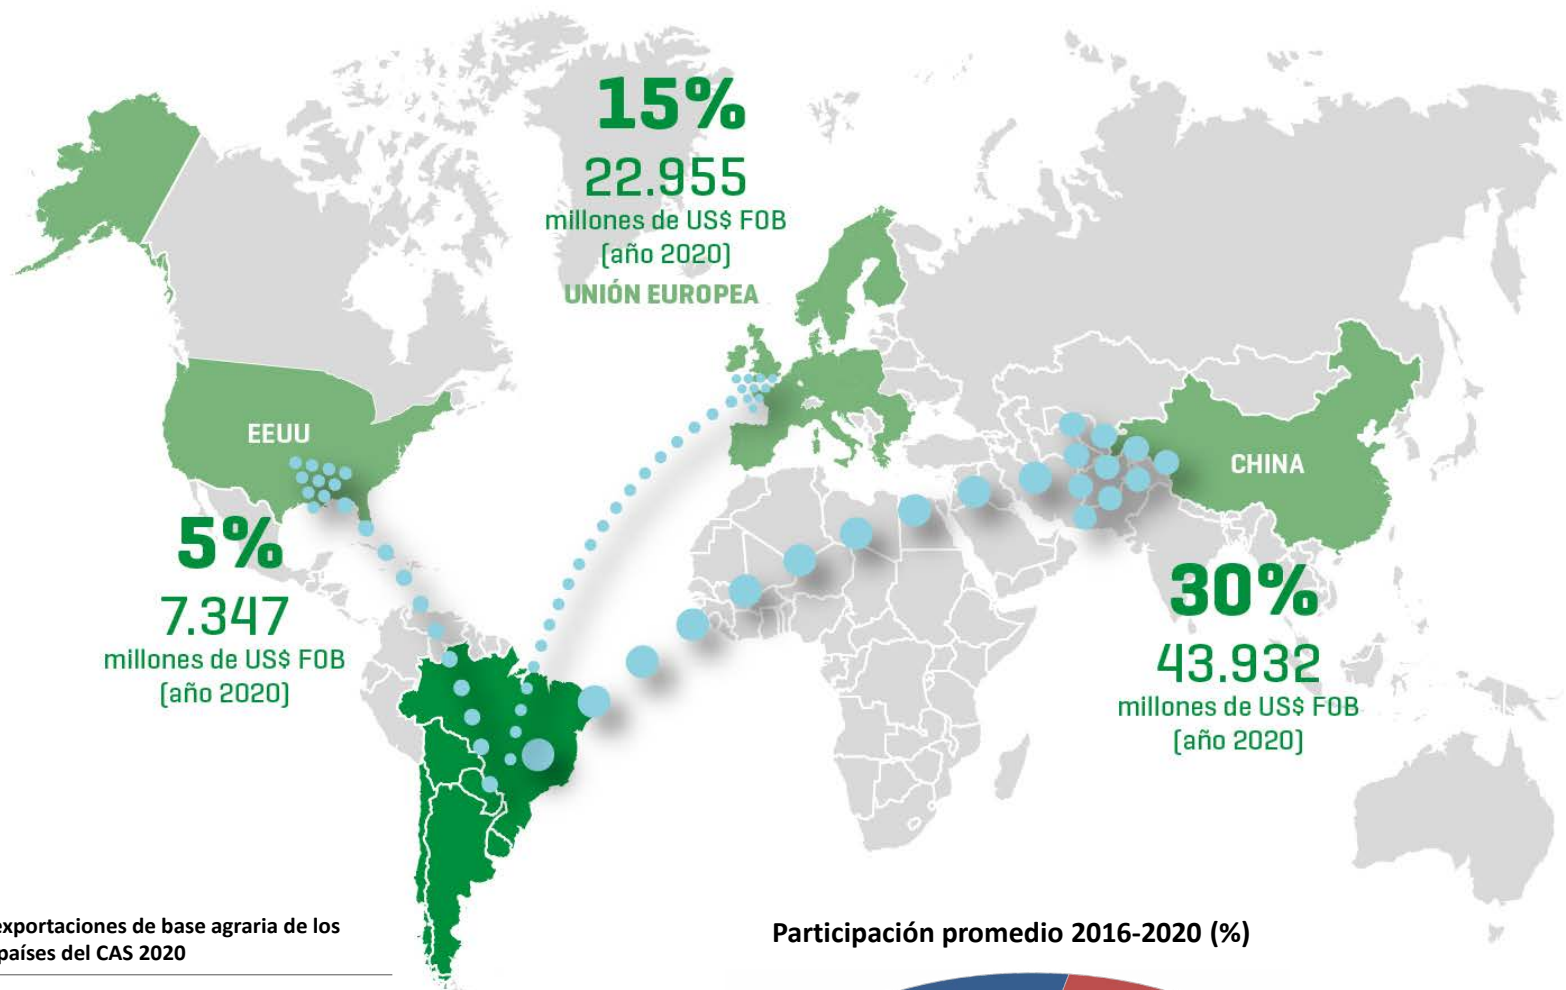 15%
22.955
millones de US$ FOB
(año 2020)
UNIÓN EUROPEA
EEUU
5%
7.347
millones de US$ FOB
(año 2020)
CHINA
30%
43.932
millones de US$ FOB
(año 2020)
exportaciones de base agraria de los
países del CAS 2020
Participación promedio 2016-2020 (%)